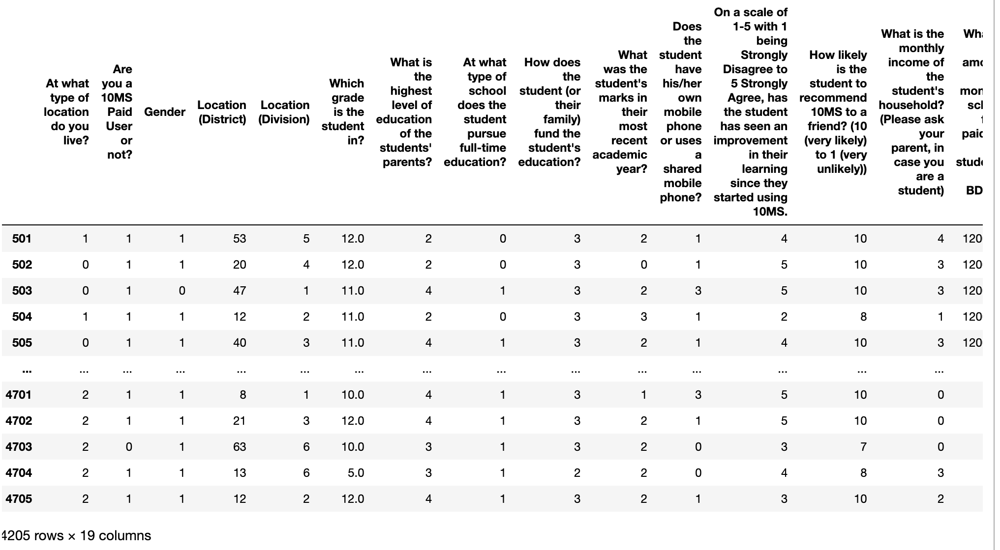 At what type of location do you live? Are you a 10MS Paid User or not? Gender Location (District) Location (Division) Which grade is the student in? What is the highest level of education of the students' parents? At what type of school does the student pursue full-time education? How does the student (or their family) fund the student's education? What was the student's marks in their most recent academic year? Does the student have his/her own mobile phone or uses a shared mobile phone? On a scale of 1-5 with 1 being Strongly Disagree to 5 Strongly Agree, has the student has seen an improvement in their learning since they started using 10MS. How likely is the student to recommend 10MS to a friend? (10 (very likely) to 1 (very unlikely)) What is the monthly income of the student's household? (Please ask your parent, in case you are a student)
501 1 1 1 53 5 12.0 2 0 3 2 1 4 10 4 120
502 0 1 1 20 4 12.0 2 0 3 0 1 5 10 3 120
503 0 1 0 47 1 11.0 4 1 3 2 3 5 10 3 120
504 1 1 1 12 2 11.0 2 0 3 3 1 2 8 1 120
505 0 1 1 40 3 11.0 4 1 3 2 1 4 10 3 120
... ... ... ... ... ... ... ... ... ... ... ... ... ... ...
4701 2 1 1 8 1 10.0 4 1 3 1 3 5 10 0
4702 2 1 1 21 3 12.0 4 1 3 2 1 5 10 0
4703 2 0 1 63 6 10.0 3 1 3 2 0 3 7 0
4704 2 1 1 13 6 5.0 3 1 2 2 0 4 8 3
4705 2 1 1 12 2 12.0 4 1 3 2 1 3 10 2
4205 rows × 19 columns